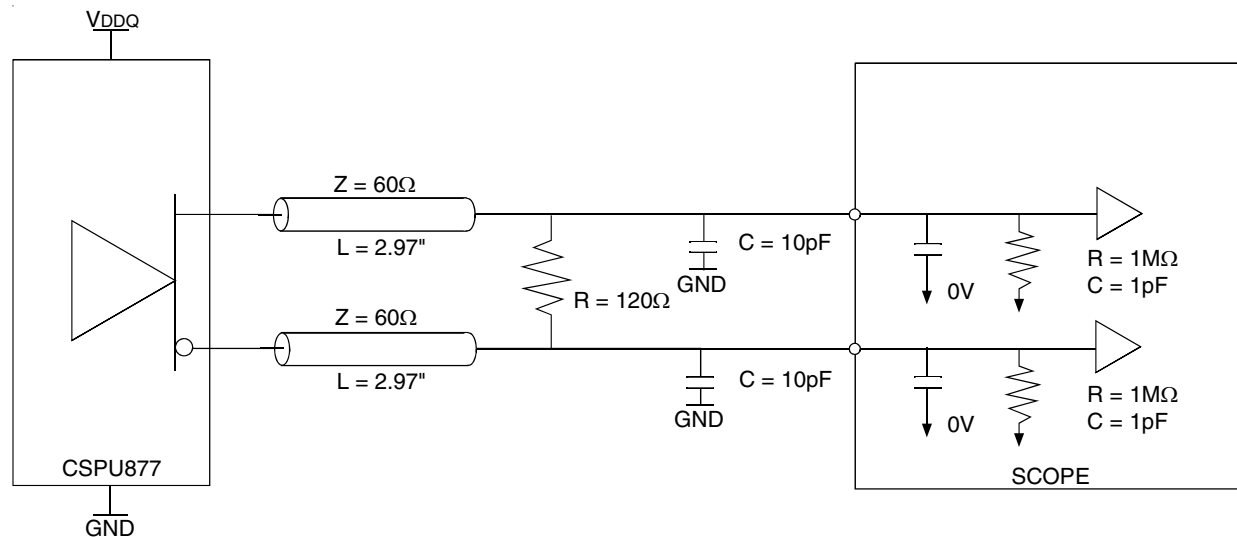 VDDQ
Z = 60Ω
L = 2.97"
C = 10pF
GND
R = 120Ω
0V
R = 1MΩ
C = 1pF
Z = 60Ω
L = 2.97"
C = 10pF
GND
0V
R = 1MΩ
C = 1pF
CSPU877
SCOPE
GND